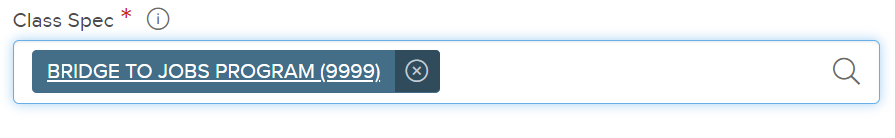 Class Spec *
BRIDGE TO JOBS PROGRAM (9999)